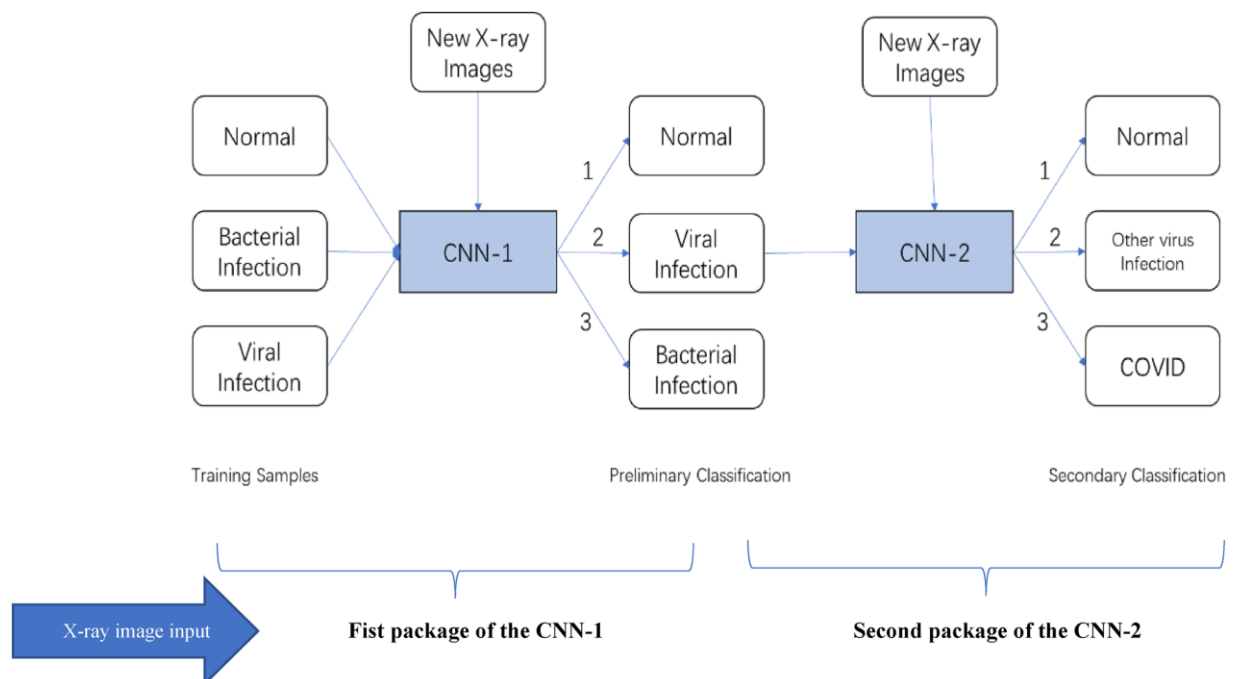 New X-ray
Images
New X-ray
Images
Normal
Normal
Normal
1
1
Bacterial
Infection
CNN-1
2
Viral
Infection
CNN-2
2
Other virus
Infection
3
3
Viral
Infection
Bacterial
Infection
COVID
Training Samples
Preliminary Classification
Secondary Classification
X-ray image input
Fist package of the CNN-1
Second package of the CNN-2